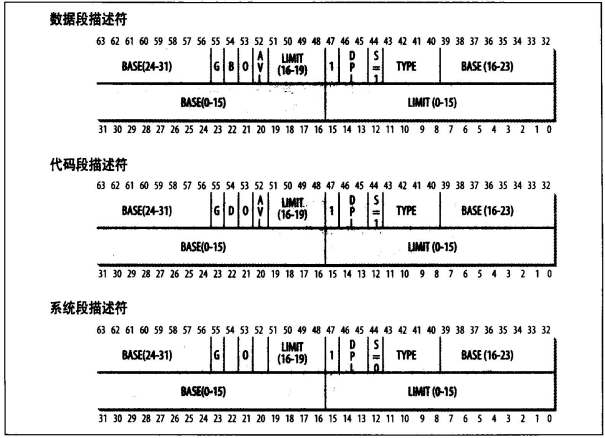 数据段描述符
63 62 61 60 59 58 57 56 55 54 53 52 51 50 49 48 47 46 45 44 43 42 41 40 39 38 37 36 35 34 33 32
BASE(24-31) G B O AVL LIMIT (16-19) 1 DPL S=1 TYPE BASE (16-23)
BASE(0-15) LIMIT (0-15)
31 30 29 28 27 26 25 24 23 22 21 20 19 18 17 16 15 14 13 12 11 10 9 8 7 6 5 4 3 2 1 0
代码段描述符
63 62 61 60 59 58 57 56 55 54 53 52 51 50 49 48 47 46 45 44 43 42 41 40 39 38 37 36 35 34 33 32
BASE(24-31) G D O AVL LIMIT (16-19) 1 DPL S=1 TYPE BASE (16-23)
BASE(0-15) LIMIT (0-15)
31 30 29 28 27 26 25 24 23 22 21 20 19 18 17 16 15 14 13 12 11 10 9 8 7 6 5 4 3 2 1 0
系统段描述符
63 62 61 60 59 58 57 56 55 54 53 52 51 50 49 48 47 46 45 44 43 42 41 40 39 38 37 36 35 34 33 32
BASE(24-31) G O LIMIT (16-19) 1 DPL S=0 TYPE BASE (16-23)
BASE(0-15) LIMIT (0-15)
31 30 29 28 27 26 25 24 23 22 21 20 19 18 17 16 15 14 13 12 11 10 9 8 7 6 5 4 3 2 1 0